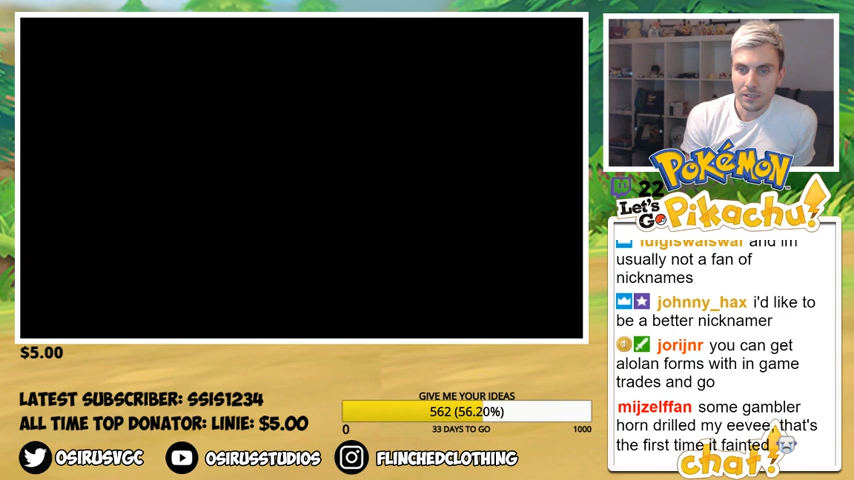 POKÉMON
22
Let's Go Pikachu!
luigiswaiswai and im
usually not a fan of
nicknames
johnny_hax i'd like to
be a better nicknamer
jorijnr you can get
alolan forms with in game
trades and go
mijzelffan some gambler
horn drilled my eevee, that's
the first time it fainted
chat!
$5.00
LATEST SUBSCRIBER: SSIS1234
ALL TIME TOP DONATOR: LINIE: $5.00
GIVE ME YOUR IDEAS
562 (56.20%)
0 33 DAYS TO GO 1000
OSIRUSVGC OSIRUSSTUDIOS FLINCHEDCLOTHING